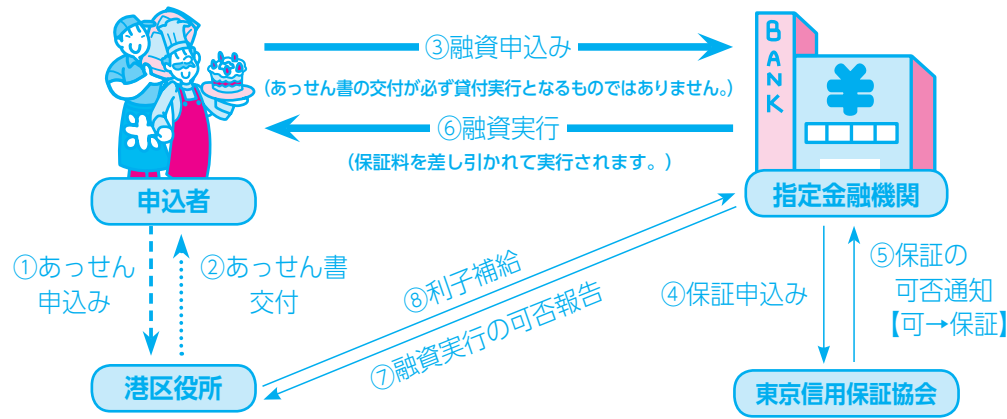 ③融資申込み
(あっせん書の交付が必ず貸付実行となるものではありません。)
⑥融資実行
(保証料を差し引かれて実行されます。)
BANK
¥
米
申込者
指定金融機関
①あっせん
申込み
②あっせん書
交付
⑧利子補給
⑦融資実行の可否報告
④保証申込み
⑤保証の
可否通知
【可→保証】
港区役所
東京信用保証協会